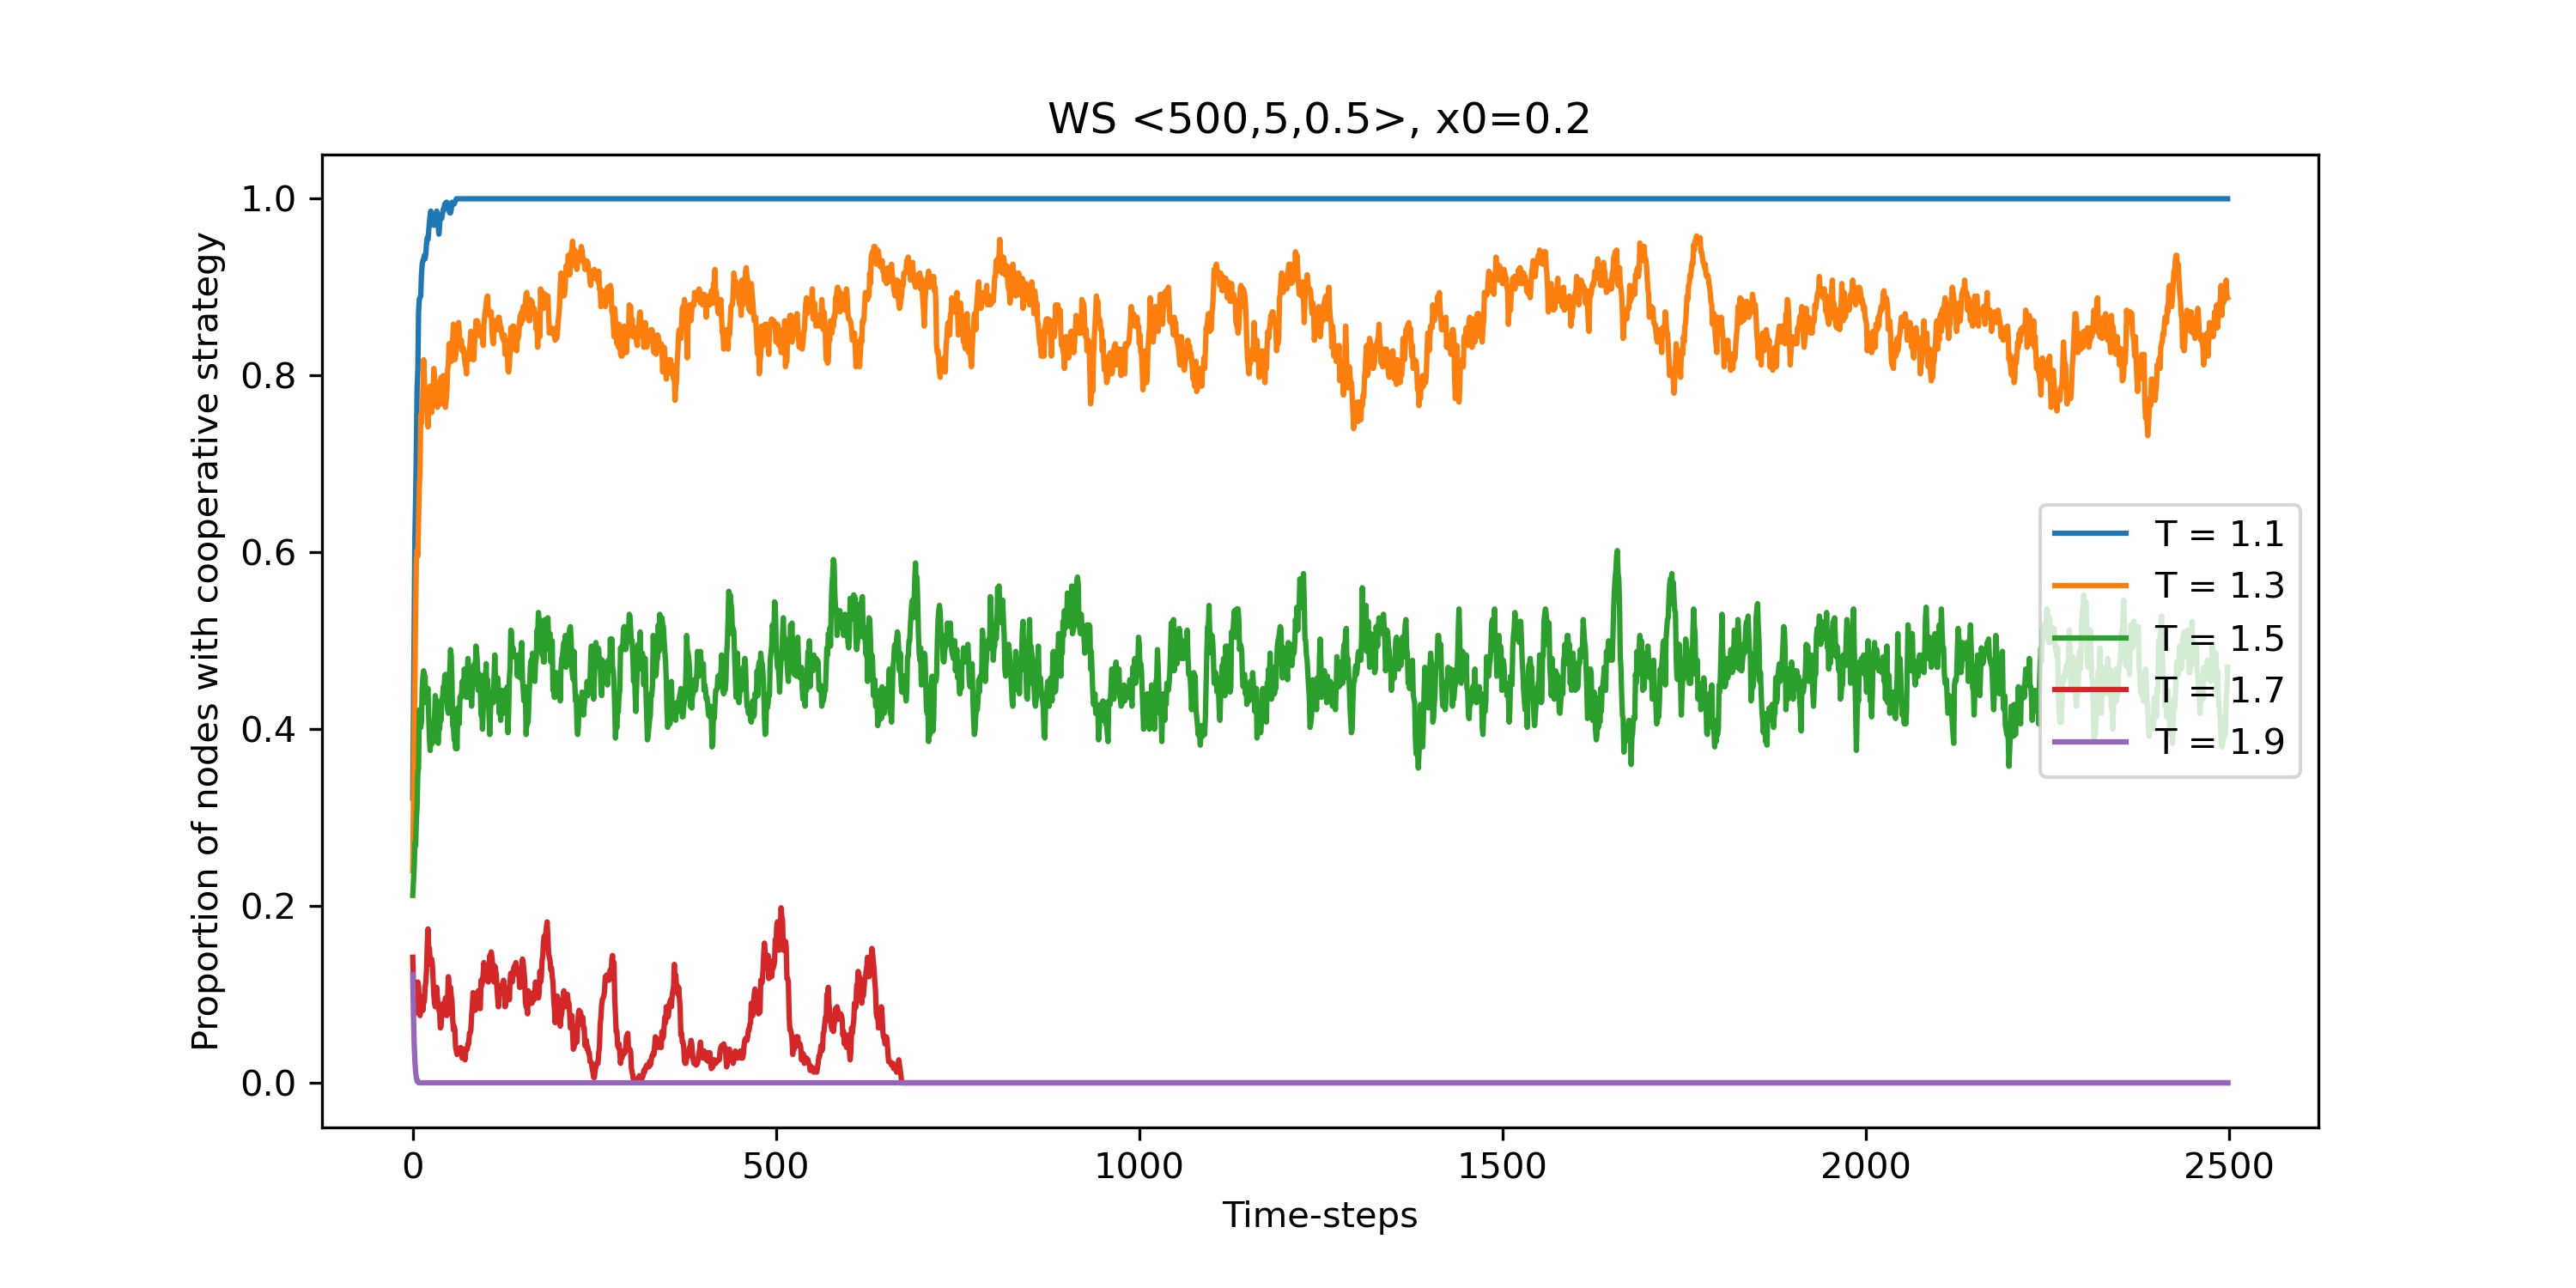 WS <500,5,0.5>, x0=0.2
Proportion of nodes with cooperative strategy
1.0
0.8
0.6
0.4
0.2
0.0
T = 1.1
T = 1.3
T = 1.5
T = 1.7
T = 1.9
0 500 1000 1500 2000 2500
Time-steps